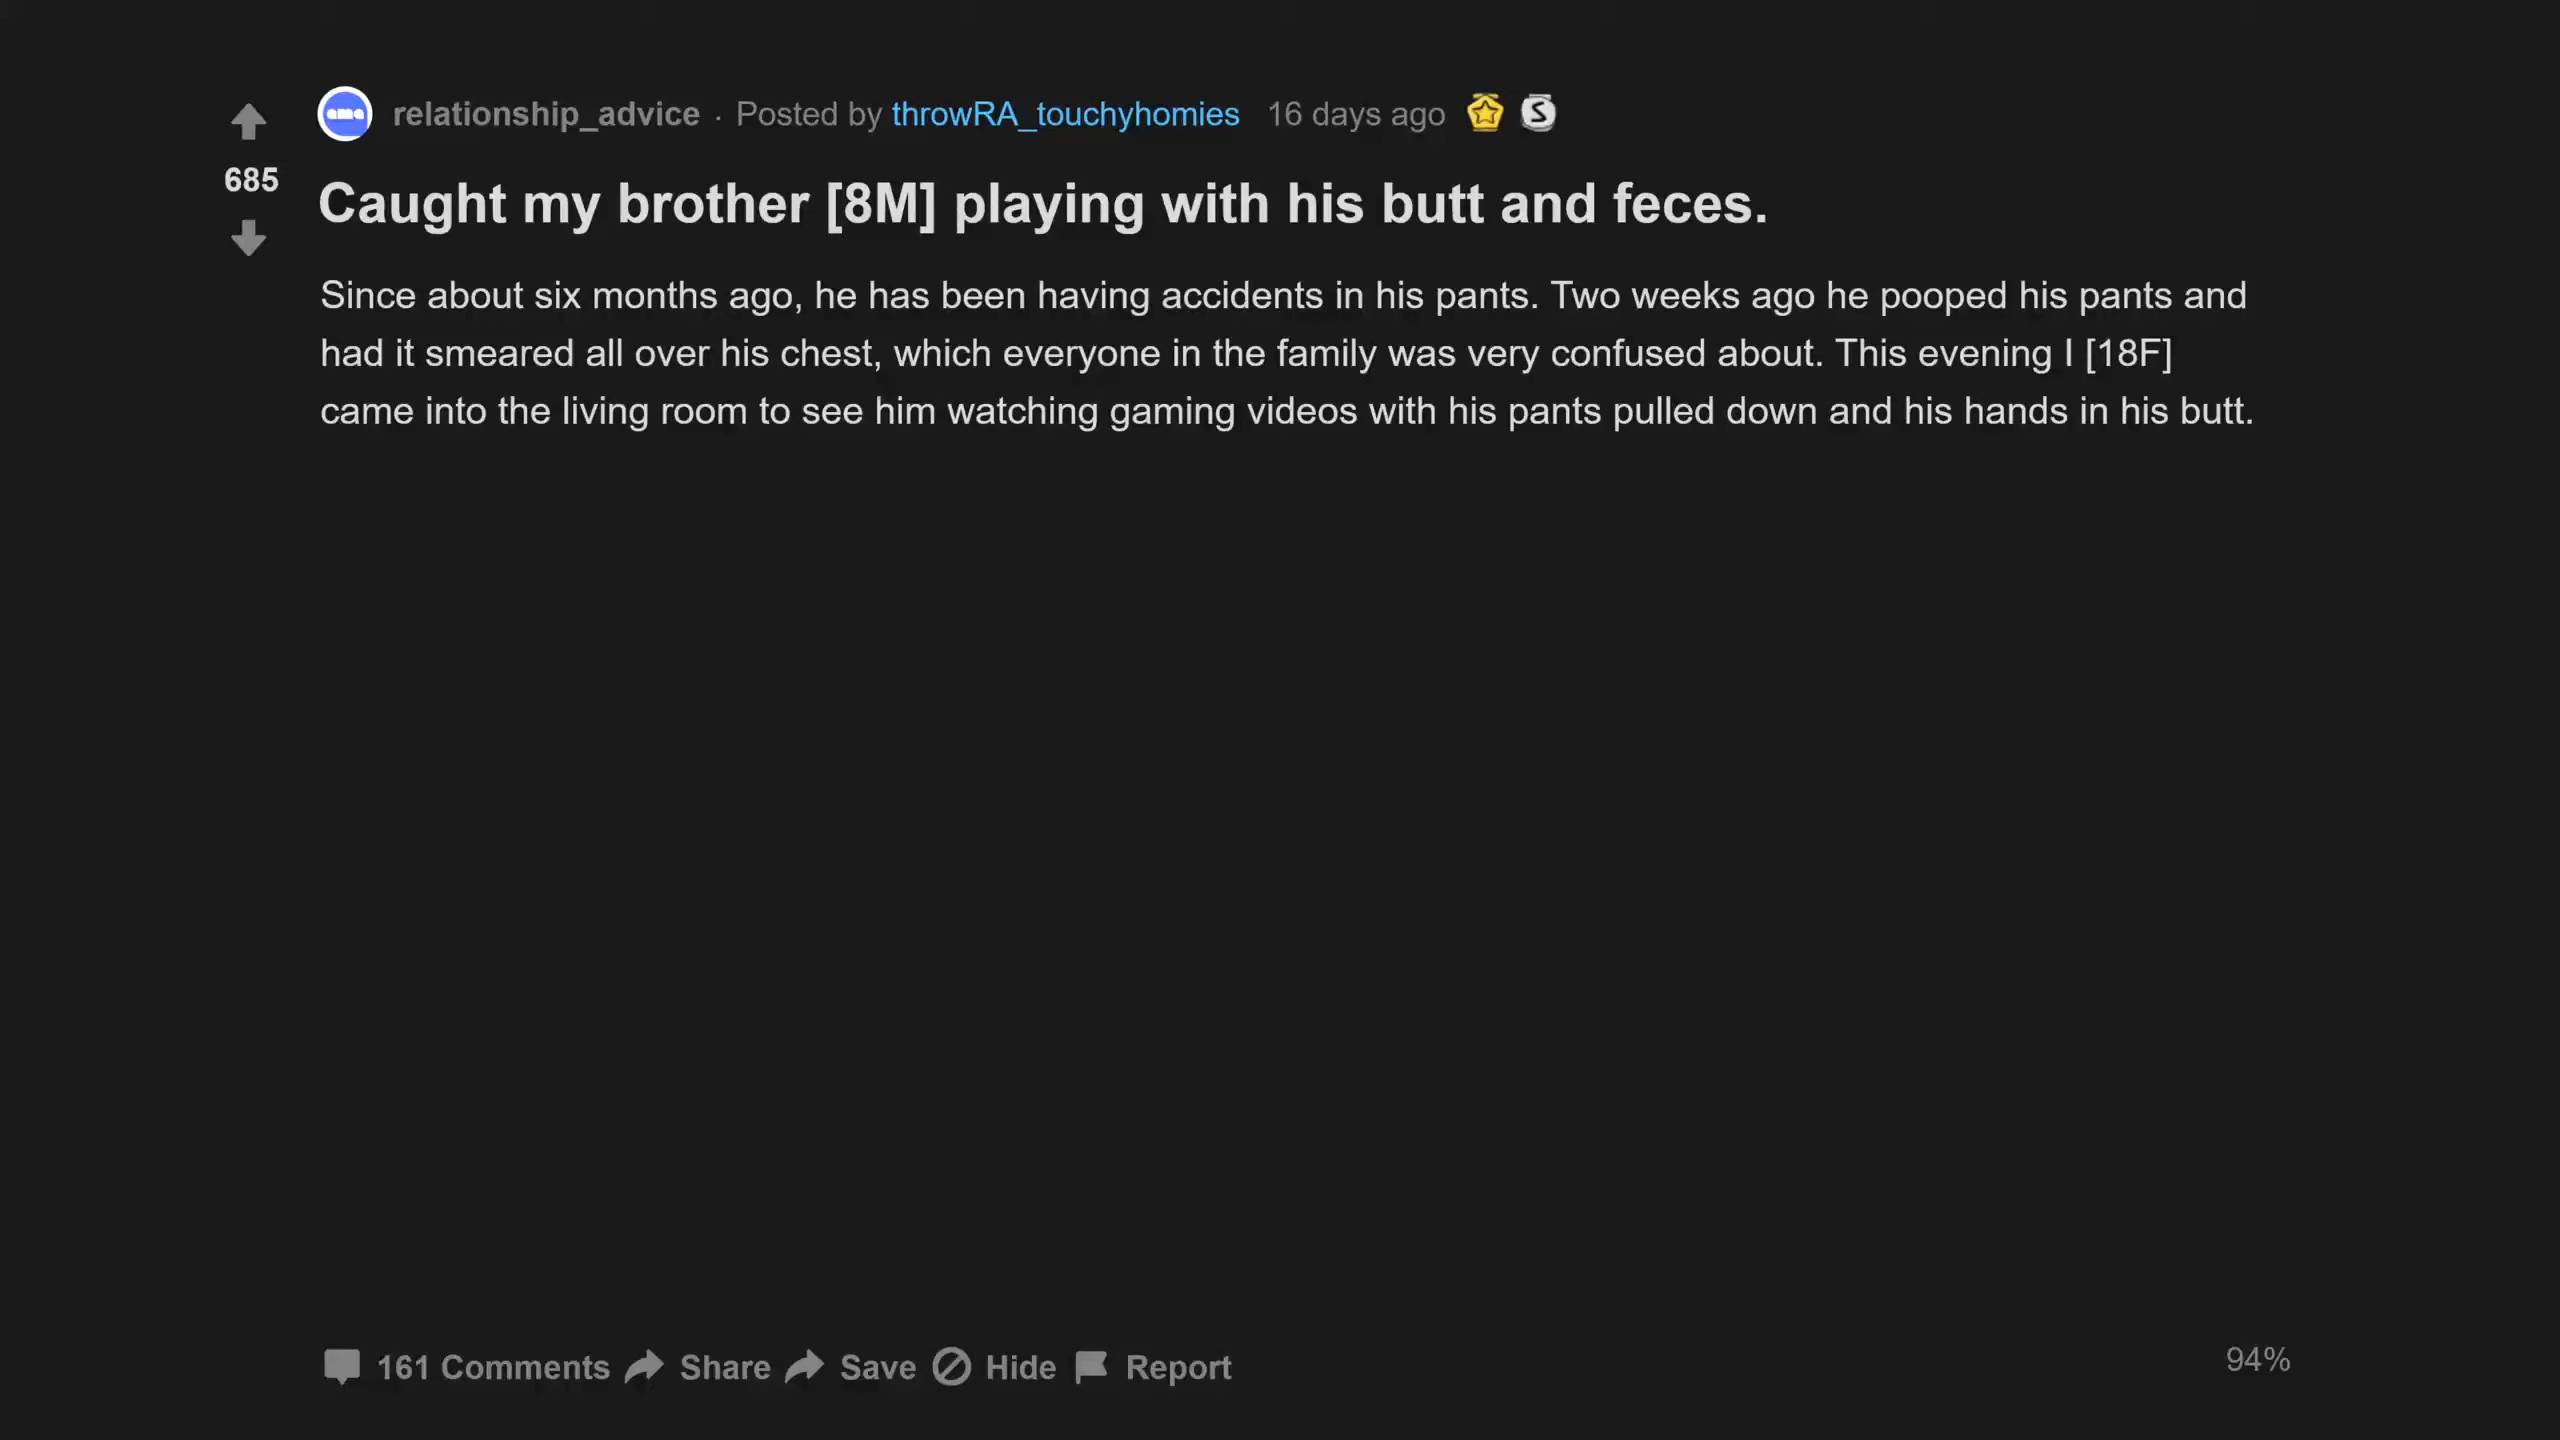 relationship_advice · Posted by throwRA_touchyhomies 16 days ago
685
Caught my brother [8M] playing with his butt and feces.
Since about six months ago, he has been having accidents in his pants. Two weeks ago he pooped his pants and
had it smeared all over his chest, which everyone in the family was very confused about. This evening I [18F]
came into the living room to see him watching gaming videos with his pants pulled down and his hands in his butt.
161 Comments Share Save Hide Report
94%